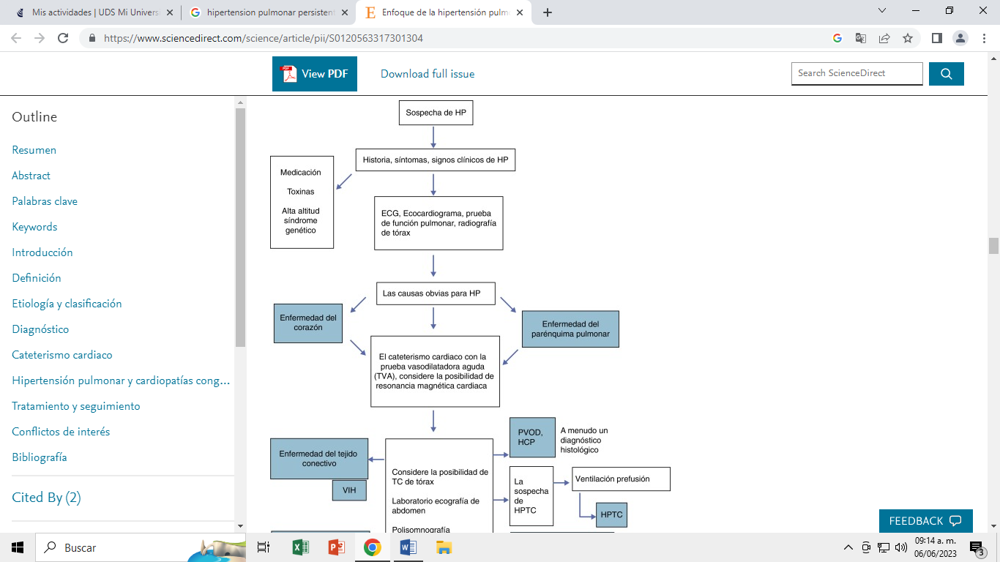 Mis actividades | UDS Mi Univers
hipertension pulmonar persistent
Enfoque de la hipertensión pulm
https://www.sciencedirect.com/science/article/pii/S0120563317301304
View PDF
Download full issue
Search ScienceDirect
Outline
Resumen
Abstract
Palabras clave
Keywords
Introducción
Definición
Etiología y clasificación
Diagnóstico
Cateterismo cardiaco
Hipertensión pulmonar y cardiopatías cong...
Tratamiento y seguimiento
Conflictos de interés
Bibliografía
Cited By (2)
Sospecha de HP
Historia, síntomas, signos clínicos de HP
Medicación
Toxinas
Alta altitud
síndrome
genético
ECG, Ecocardiograma, prueba
de función pulmonar, radiografía
de tórax
Las causas obvias para HP
Enfermedad del
corazón
Enfermedad del
parénquima pulmonar
El cateterismo cardiaco con la
prueba vasodilatadora aguda
(TVA), considere la posibilidad de
resonancia magnética cardiaca
Enfermedad del tejido
conectivo
VIH
Considere la posibilidad de
TC de tórax
Laboratorio ecografía de
abdomen
Polisomnografía
PVOD,
HCP
A menudo un
diagnóstico
histológico
La
sospecha
de
HPTC
Ventilación prefusión
HPTC
FEEDBACK
Buscar
09:14 a. m.
06/06/2023
3